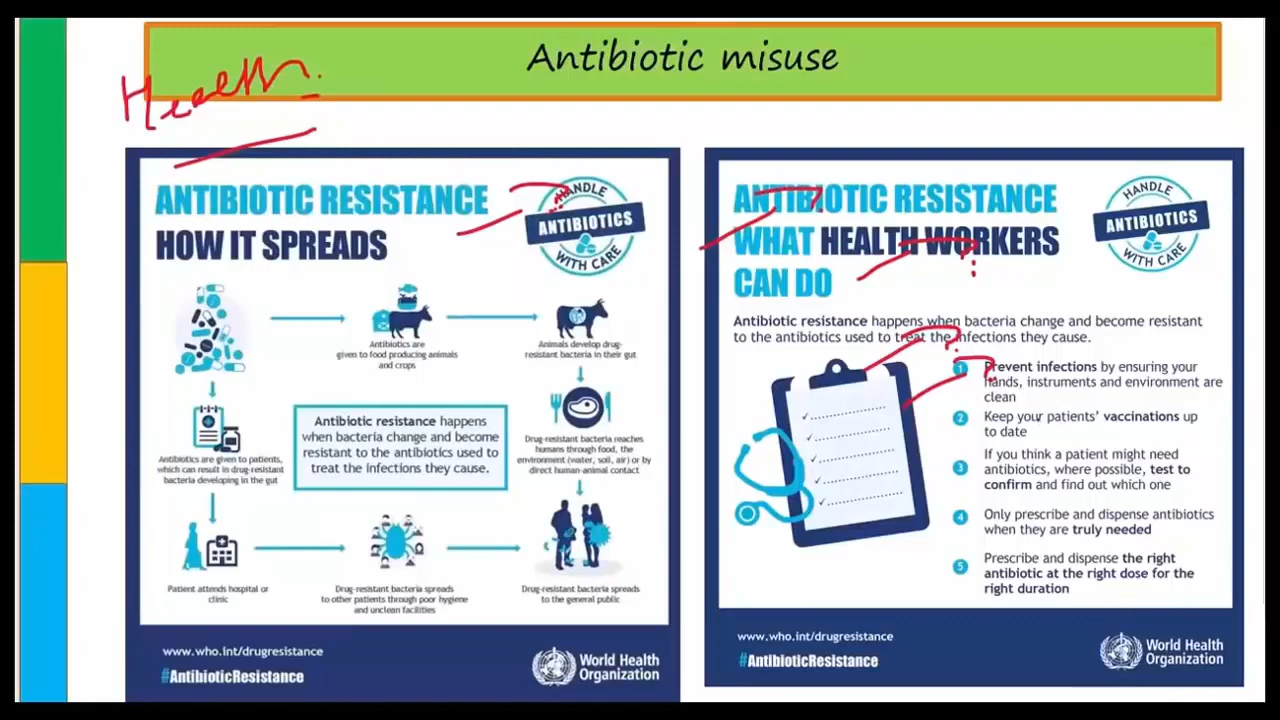 Antibiotic misuse
Health.
ANTIBIOTIC RESISTANCE
HOW IT SPREADS
HANDLE
ANTIBIOTICS
WITH CARE
Antibiotics are
given to food producing animals
and crops
Animals develop drug-
resistant bacteria in their gut
Antibiotics are given to patients,
which can result in drug-resistant
bacteria developing in the gut
Antibiotic resistance happens
when bacteria change and become
resistant to the antibiotics used to
treat the infections they cause.
Drug-resistant bacteria reaches
humans through food, the
environment (water, soil, air) or by
direct human-animal contact
Patient attends hospital or
clinic
Drug-resistant bacteria spreads
to other patients through poor hygiene
and unclean facilities
Drug-resistant bacteria spreads
to the general public
www.who.int/drugresistance
#AntibioticResistance
World Health
Organization
ANTIBIOTIC RESISTANCE
WHAT HEALTH WORKERS
CAN DO
HANDLE
ANTIBIOTICS
WITH CARE
Antibiotic resistance happens when bacteria change and become resistant
to the antibiotics used to treat the infections they cause.
1 Prevent infections by ensuring your
hands, instruments and environment are
clean
2 Keep your patients' vaccinations up
to date
3 If you think a patient might need
antibiotics, where possible, test to
confirm and find out which one
4 Only prescribe and dispense antibiotics
when they are truly needed
5 Prescribe and dispense the right
antibiotic at the right dose for the
right duration
www.who.int/drugresistance
#AntibioticResistance
World Health
Organization